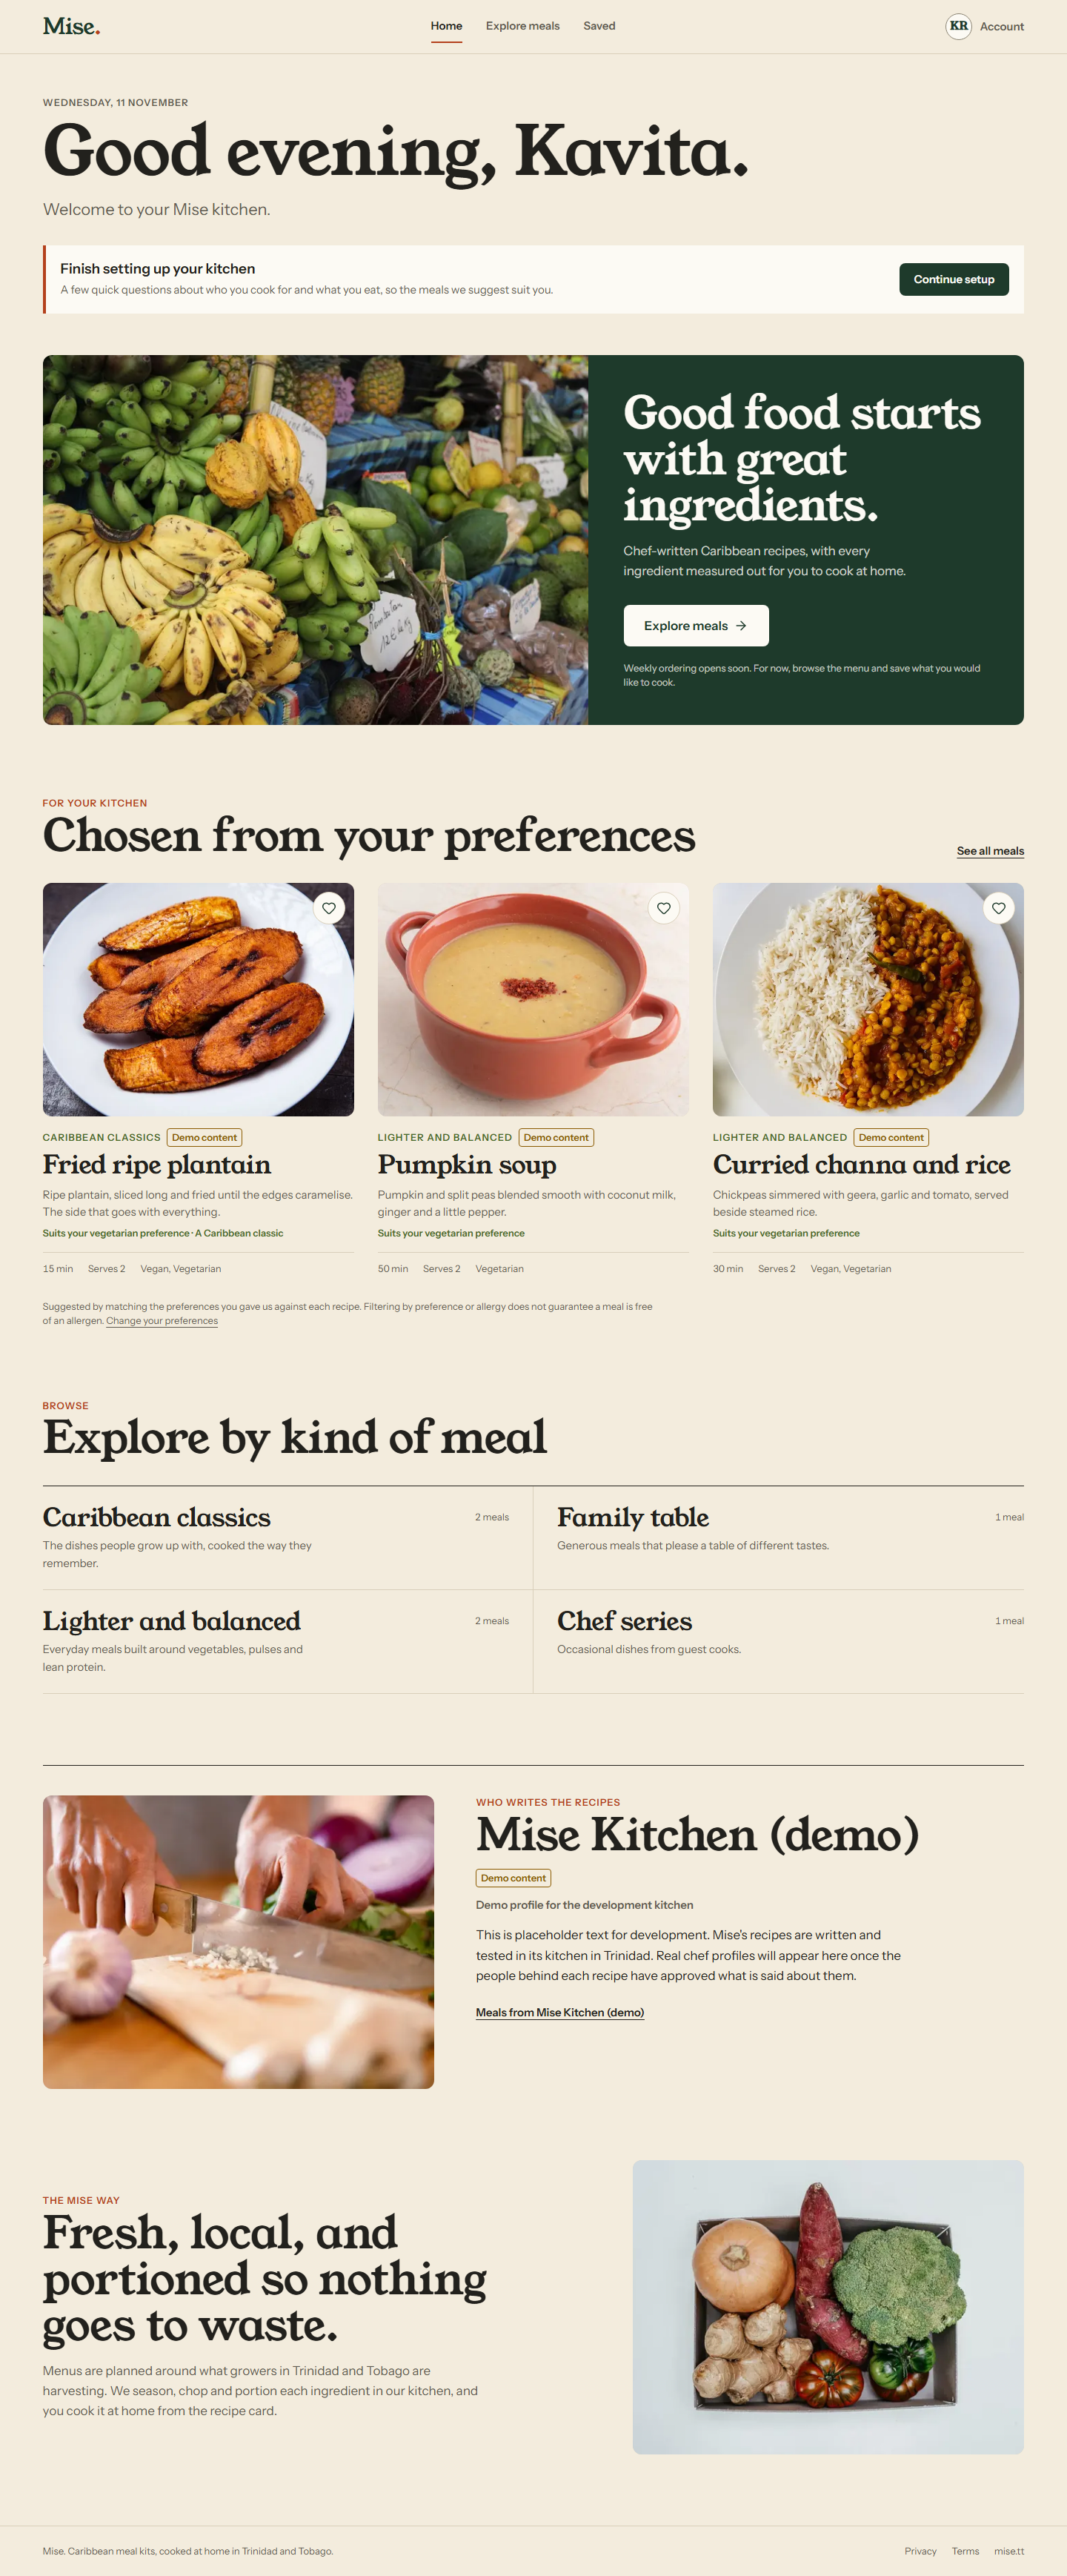 Mise.
Home
Explore meals
Saved
KR
Account
WEDNESDAY, 11 NOVEMBER
Good evening, Kavita.
Welcome to your Mise kitchen.
Finish setting up your kitchen
A few quick questions about who you cook for and what you eat, so the meals we suggest suit you.
Continue setup
Good food starts
with great
ingredients.
Chef-written Caribbean recipes, with every
ingredient measured out for you to cook at home.
Explore meals →
Weekly ordering opens soon. For now, browse the menu and save what you would
like to cook.
FOR YOUR KITCHEN
Chosen from your preferences
See all meals
CARIBBEAN CLASSICS
Demo content
Fried ripe plantain
Ripe plantain, sliced long and fried until the edges caramelise.
The side that goes with everything.
Suits your vegetarian preference · A Caribbean classic
15 min
Serves 2
Vegan, Vegetarian
LIGHTER AND BALANCED
Demo content
Pumpkin soup
Pumpkin and split peas blended smooth with coconut milk,
ginger and a little pepper.
Suits your vegetarian preference
50 min
Serves 2
Vegetarian
LIGHTER AND BALANCED
Demo content
Curried channa and rice
Chickpeas simmered with geera, garlic and tomato, served
beside steamed rice.
Suits your vegetarian preference
30 min
Serves 2
Vegan, Vegetarian
Suggested by matching the preferences you gave us against each recipe. Filtering by preference or allergy does not guarantee a meal is free
of an allergen. Change your preferences
BROWSE
Explore by kind of meal
Caribbean classics
2 meals
The dishes people grow up with, cooked the way they
remember.
Family table
1 meal
Generous meals that please a table of different tastes.
Lighter and balanced
2 meals
Everyday meals built around vegetables, pulses and
lean protein.
Chef series
1 meal
Occasional dishes from guest cooks.
WHO WRITES THE RECIPES
Mise Kitchen (demo)
Demo content
Demo profile for the development kitchen
This is placeholder text for development. Mise's recipes are written and
tested in its kitchen in Trinidad. Real chef profiles will appear here once the
people behind each recipe have approved what is said about them.
Meals from Mise Kitchen (demo)
THE MISE WAY
Fresh, local, and
portioned so nothing
goes to waste.
Menus are planned around what growers in Trinidad and Tobago are
harvesting. We season, chop and portion each ingredient in our kitchen, and
you cook it at home from the recipe card.
Mise. Caribbean meal kits, cooked at home in Trinidad and Tobago.
Privacy
Terms
mise.tt